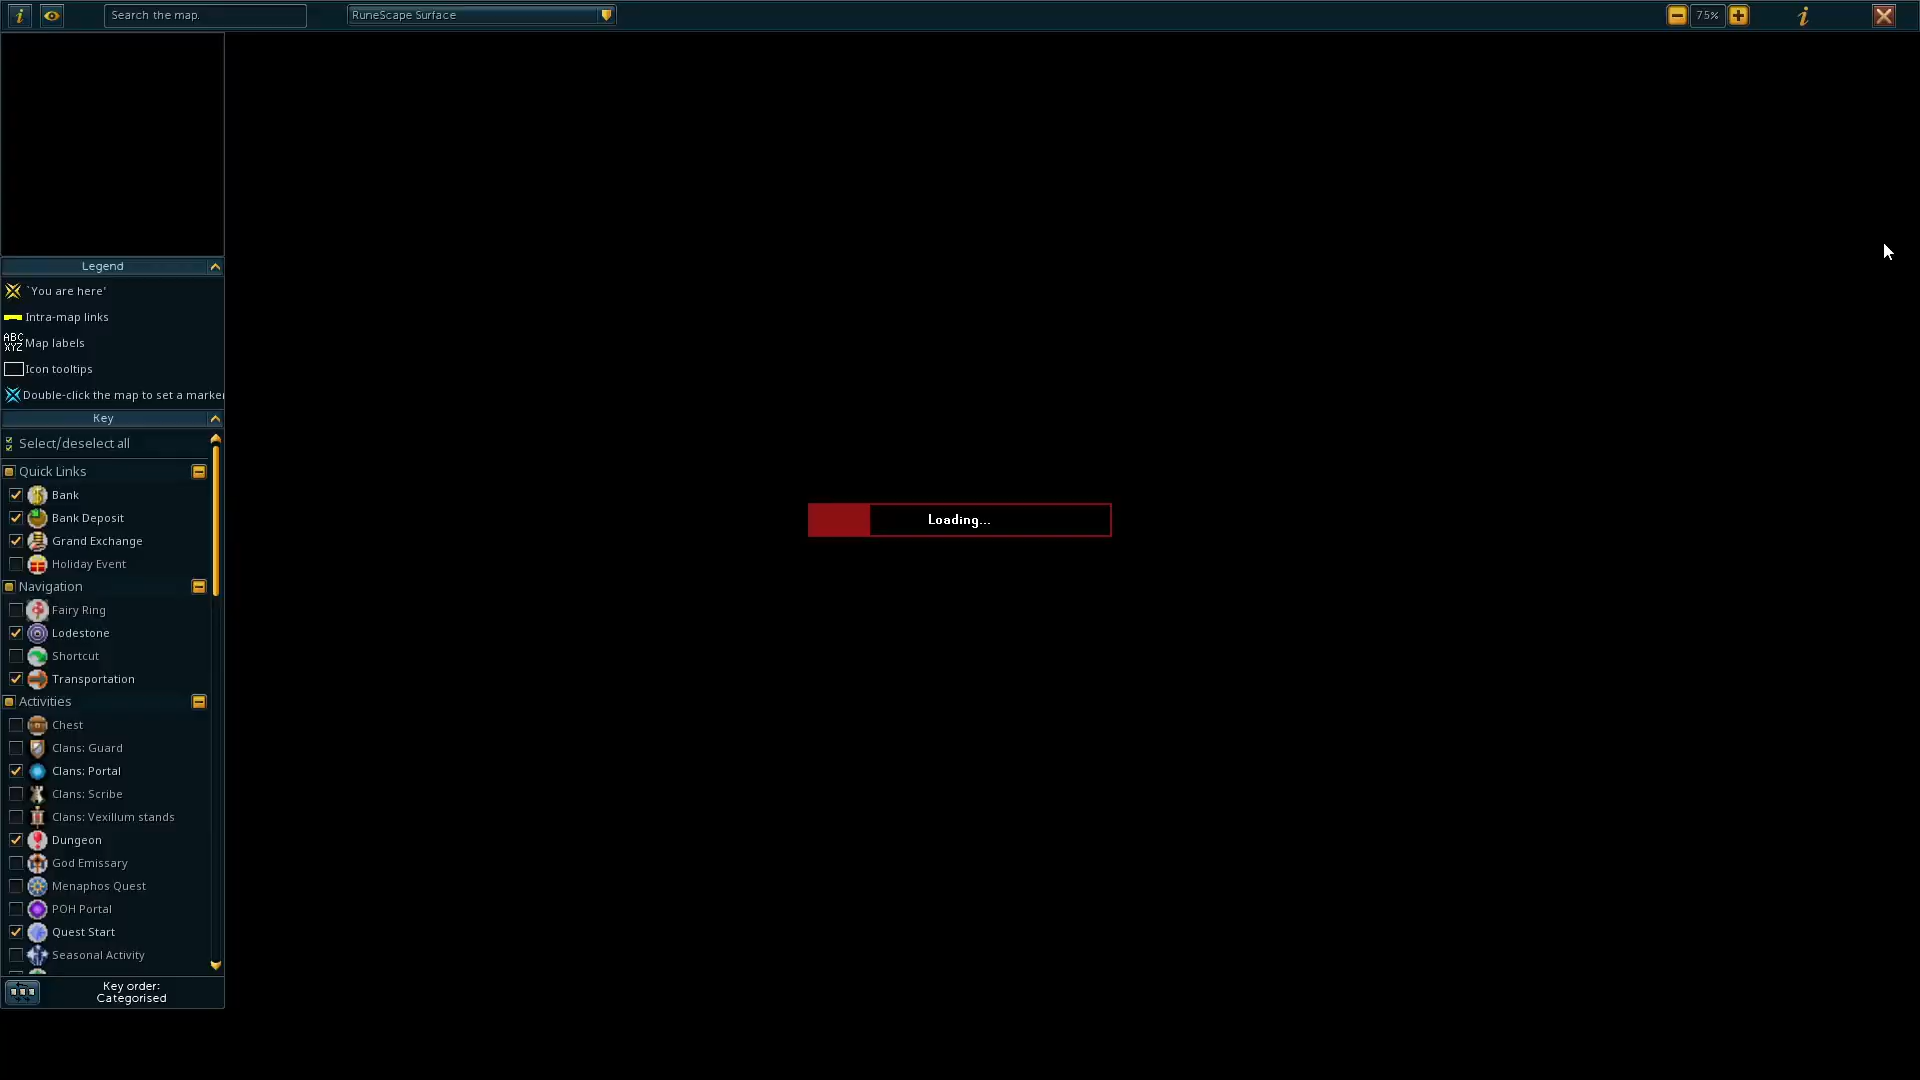 Search the map.
RuneScape Surface
75%
Legend
`You are here'
Intra-map links
ABC
XYZ
Map labels
Icon tooltips
Double-click the map to set a marker
Key
Select/deselect all
Quick Links
Bank
Bank Deposit
Grand Exchange
Holiday Event
Navigation
Fairy Ring
Lodestone
Shortcut
Transportation
Activities
Chest
Clans: Guard
Clans: Portal
Clans: Scribe
Clans: Vexillum stands
Dungeon
God Emissary
Menaphos Quest
POH Portal
Quest Start
Seasonal Activity
Key order:
Categorised
Loading...